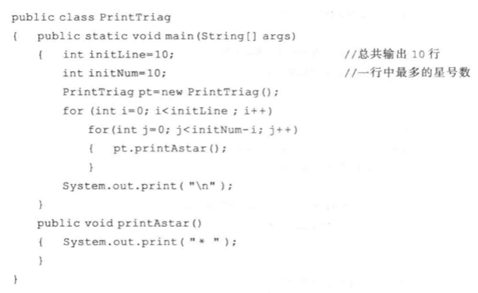 public class PrintTriag
{ public static void main(String[] args)
{ int initLine=10; //总共输出 10 行
int initNum=10; //一行中最多的星号数
PrintTriag pt=new PrintTriag();
for (int i=0; i<initLine ; i++)
for(int j=0; j<initNum-i; j++)
{ pt.printAstar();
}
System.out.print( "\n" );
}
public void printAstar()
{ System.out.print( "* " );
}
}